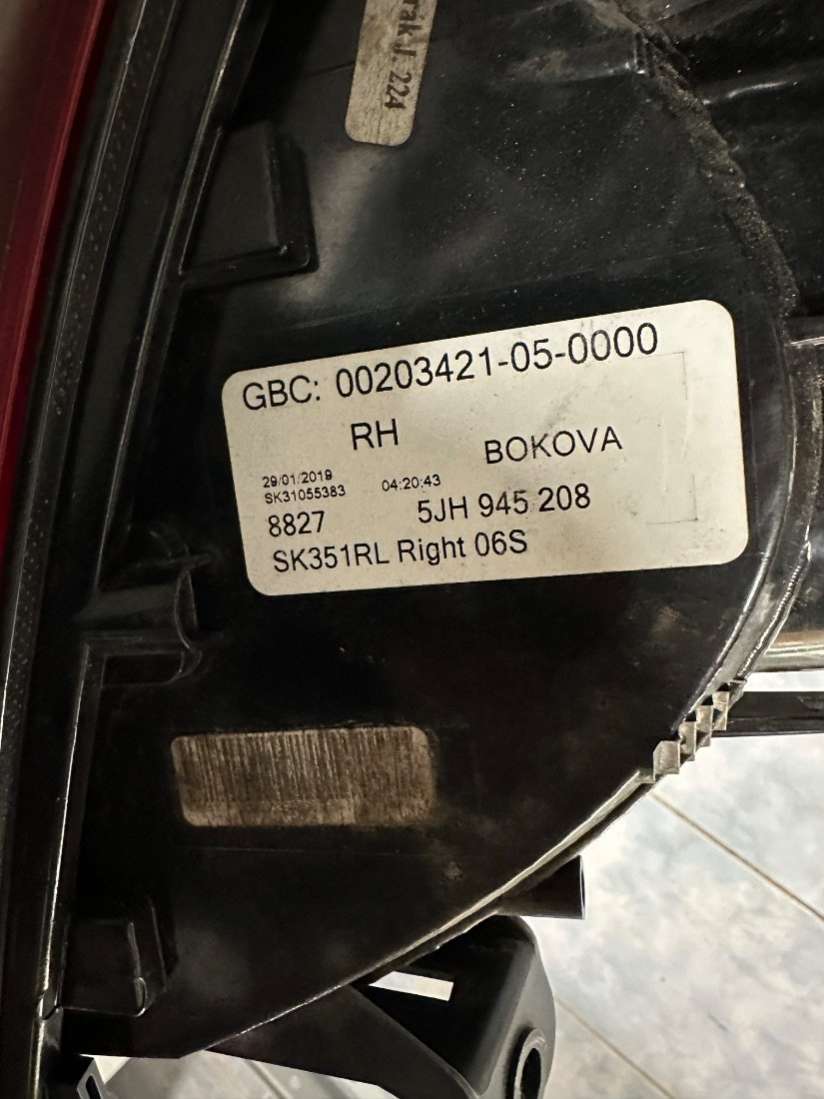 J. 224
GBC: 00203421-05-0000
RH
BOKOVA
29/01/2019
SK31055383
04:20:43
8827
5JH 945 208
SK351RL Right 06S